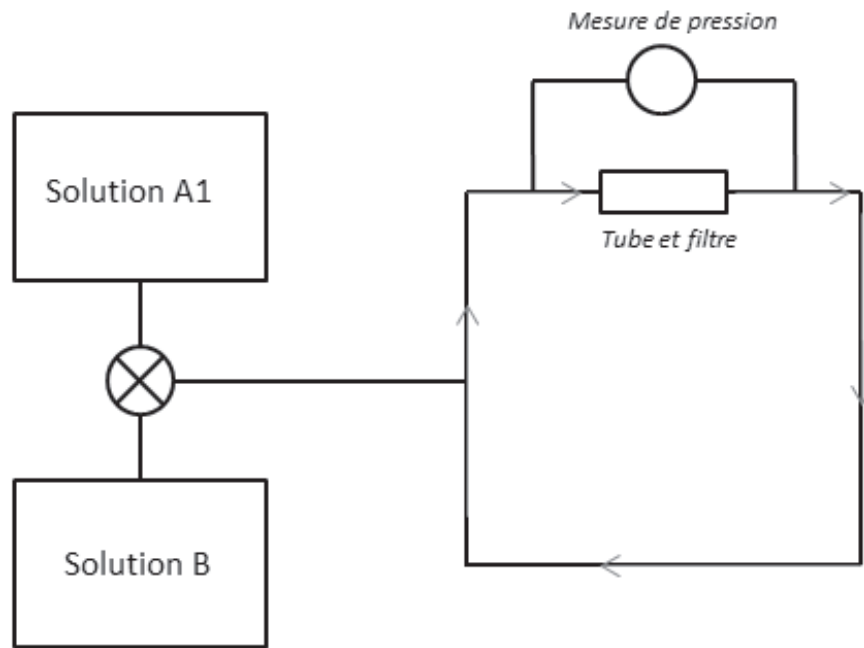 Mesure de pression
Solution A1
Tube et filtre
Solution B